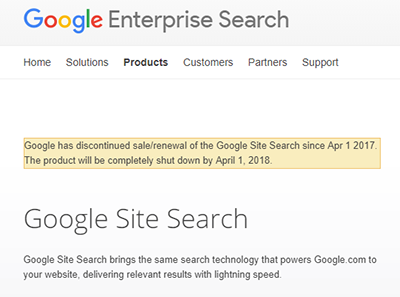 Google Enterprise Search
Home Solutions Products Customers Partners Support
Google has discontinued sale/renewal of the Google Site Search since Apr 1 2017.
The product will be completely shut down by April 1, 2018.
Google Site Search
Google Site Search brings the same search technology that powers Google.com to
your website, delivering relevant results with lightning speed.